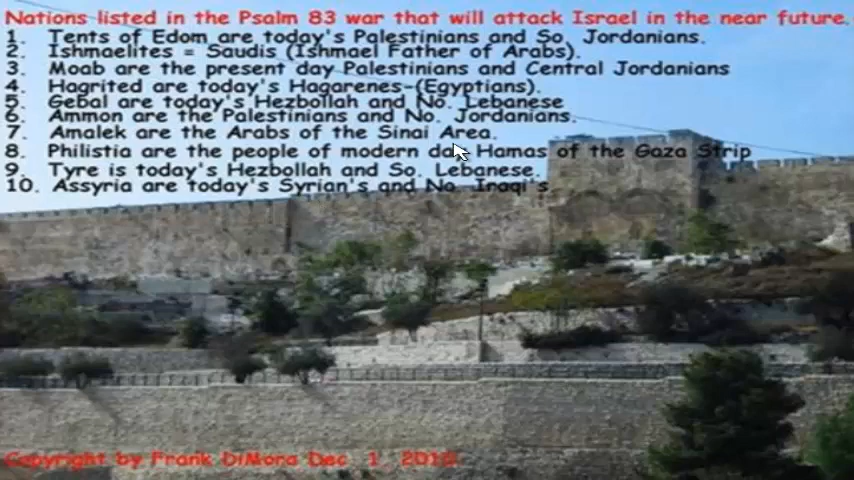 Nations listed in the Psalm 83 war that will attack Israel in the near future.
1. Tents of Edom are today's Palestinians and So. Jordanians.
2. Ishmaelites = Saudis (Ishmael Father of Arabs).
3. Moab are the present day Palestinians and Central Jordanians
4. Hagrited are today's Hagarenes-(Egyptians).
5. Gebal are today's Hezbollah and No. Lebanese
6. Ammon are the Palestinians and No. Jordanians.
7. Amalek are the Arabs of the Sinai Area.
8. Philistia are the people of modern day Hamas of the Gaza Strip
9. Tyre is today's Hezbollah and So. Lebanese.
10. Assyria are today's Syrian's and No. Iraqi's
Copyright by Frank DiMora Dec 1, 2010